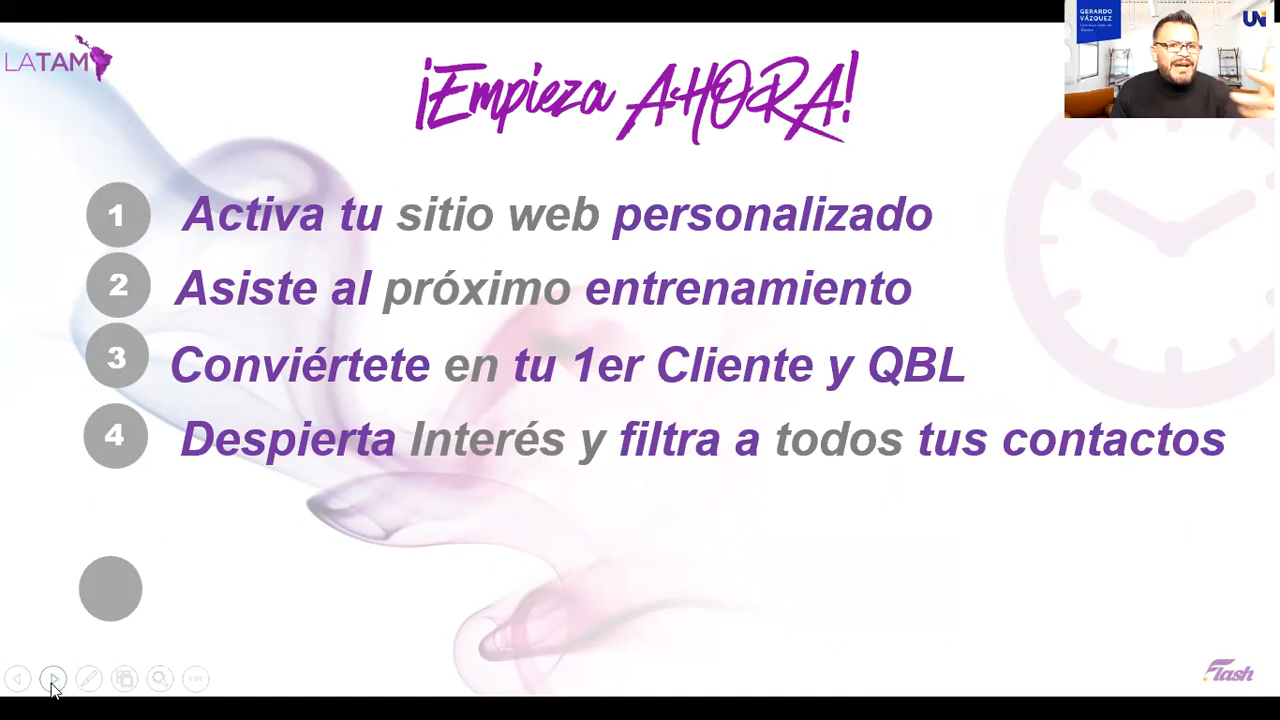 LATAM
¡Empieza AHORA!
GERARDO
VÁZQUEZ
UN
1 Activa tu sitio web personalizado
2 Asiste al próximo entrenamiento
3 Conviértete en tu 1er Cliente y QBL
4 Despierta Interés y filtra a todos tus contactos
Flash